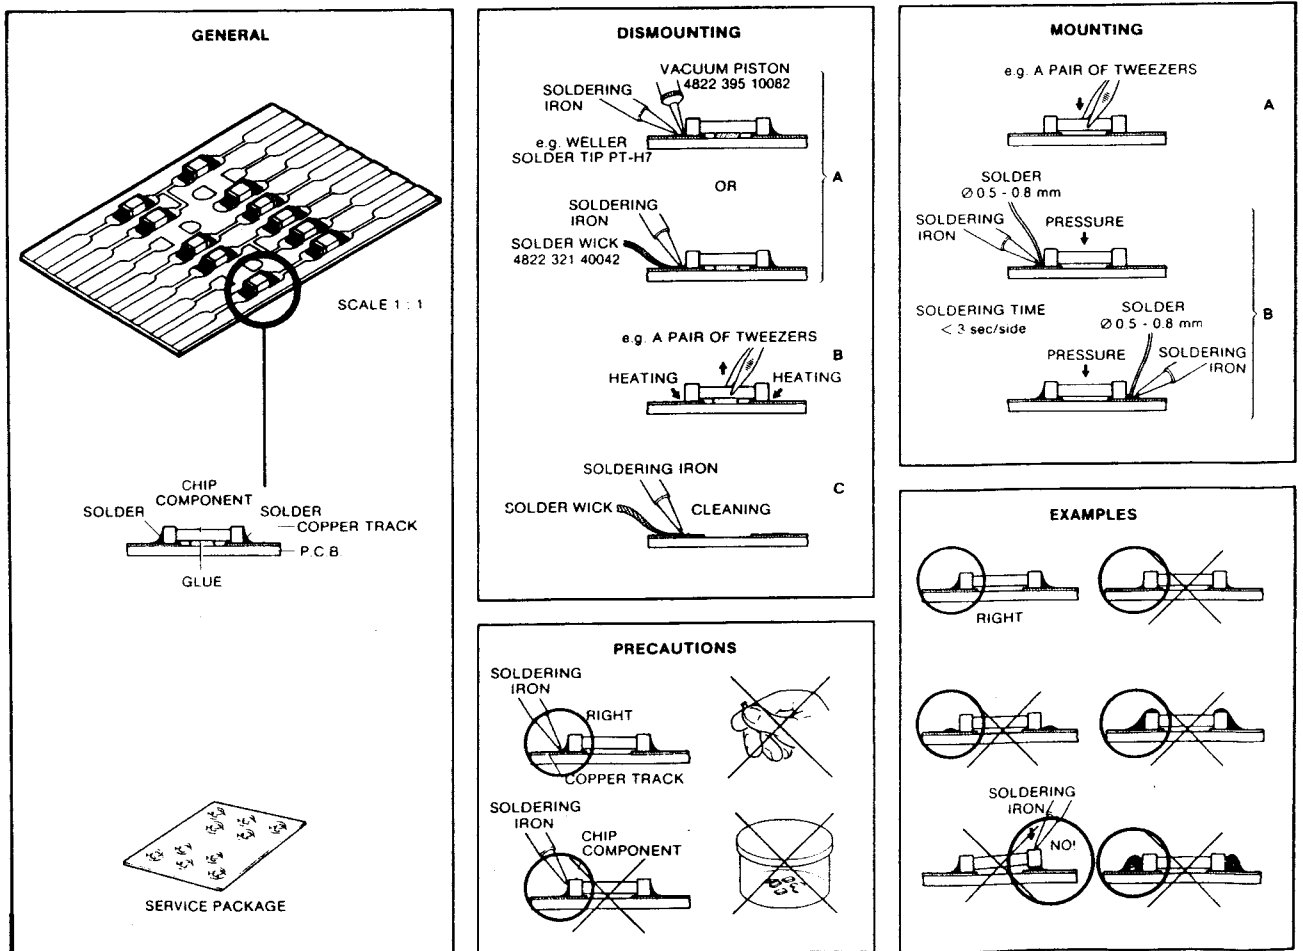 GENERAL
SCALE 1 : 1
CHIP
COMPONENT
SOLDER
SOLDER
COPPER TRACK
P.C.B.
GLUE
SERVICE PACKAGE
DISMOUNTING
VACUUM PISTON
4822 395 10082
SOLDERING
IRON
e.g. WELLER
SOLDER TIP PT-H7
A
OR
SOLDERING
IRON
SOLDER WICK
4822 321 40042
e.g. A PAIR OF TWEEZERS
B
HEATING
HEATING
SOLDERING IRON
C
SOLDER WICK
CLEANING
PRECAUTIONS
SOLDERING
IRON
RIGHT
COPPER TRACK
SOLDERING
IRON
CHIP
COMPONENT
MOUNTING
e.g. A PAIR OF TWEEZERS
A
SOLDER
Ø 0.5 - 0.8 mm
SOLDERING
IRON
PRESSURE
SOLDERING TIME
< 3 sec/side
SOLDER
Ø 0.5 - 0.8 mm
B
PRESSURE
SOLDERING
IRON
EXAMPLES
RIGHT
SOLDERING
IRON
NO!